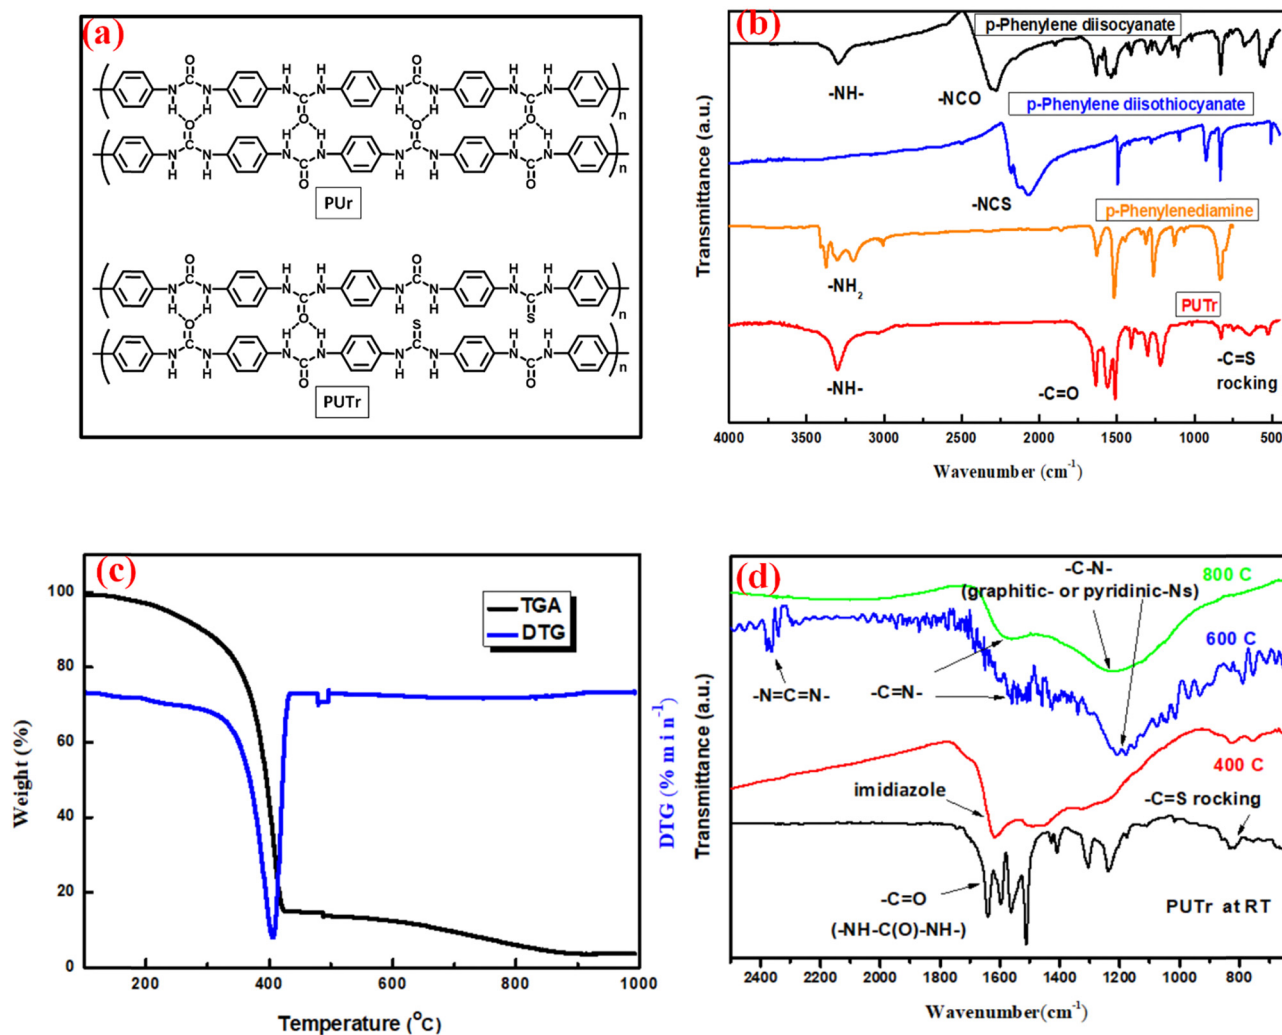 (a)
O H H O H H
N N N N N N N N
H H O H H O
n
O H H O H H
N N N N N N N N
H H O H H O
n
PUr
O H H O H H
N N N N N N N N
H H O H H S
n
O H H S H H
N N N N N N N N
H H O H H O
n
PUTr
(b)
p-Phenylene diisocyanate
-NH-
-NCO
p-Phenylene diisothiocyanate
-NCS
p-Phenylenediamine
-NH2
PUTr
-NH-
-C=O
-C=S
rocking
Transmittance (a.u.)
4000 3500 3000 2500 2000 1500 1000 500
Wavenumber (cm-1)
(c)
TGA
DTG
100
80
60
40
20
0
Weight (%)
DTG (% m i n-1)
200 400 600 800 1000
Temperature (oC)
(d)
-C-N-
(graphitic- or pyridinic-Ns)
800 C
600 C
-N=C=N-
-C=N-
400 C
imidiazole
-C=S rocking
-C=O
(-NH-C(O)-NH-)
PUTr at RT
Transmittance (a.u.)
2400 2200 2000 1800 1600 1400 1200 1000 800
Wavenumber(cm-1)